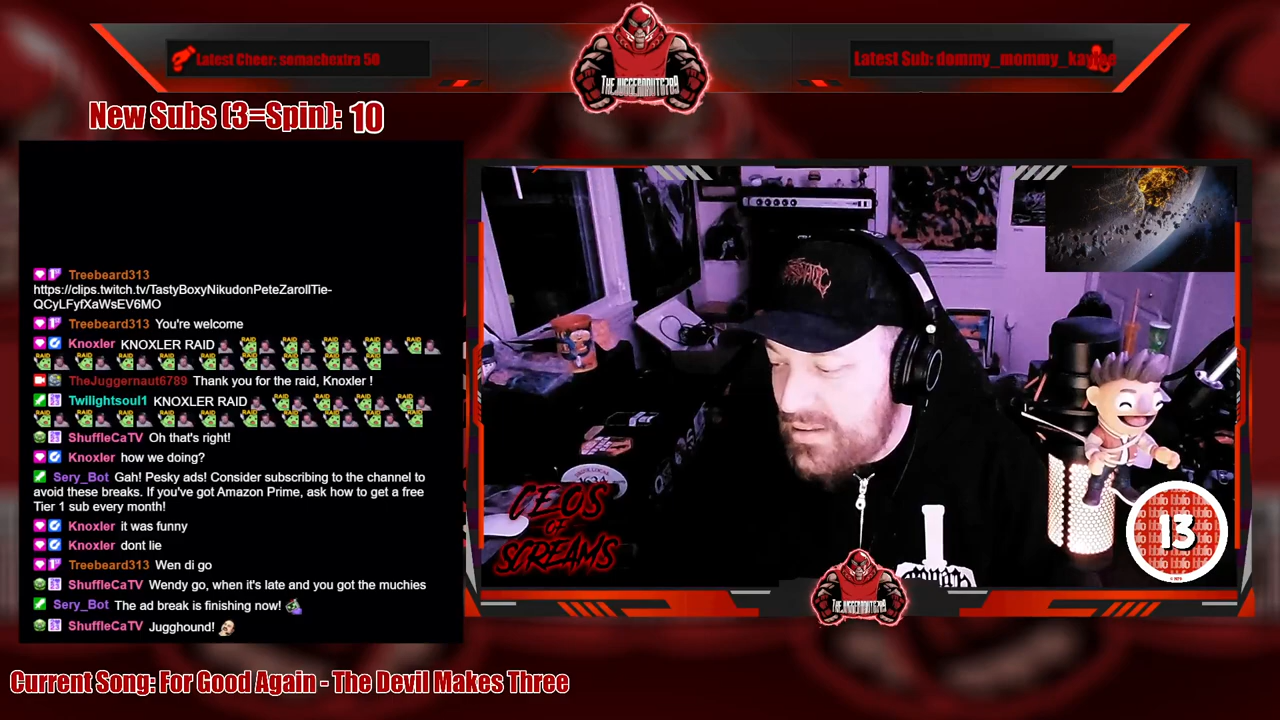 Latest Cheer: somachextra 50
THEJUGGERNAUT6789
Latest Sub: dommy_mommy_kaylee
New Subs (3=Spin): 10
Treebeard313
https://clips.twitch.tv/TastyBoxyNikudonPeteZarollTie-
QCyLFyfXaWsEV6MO
Treebeard313 You're welcome
Knoxler KNOXLER RAID
TheJuggernaut6789 Thank you for the raid, Knoxler !
Twilightsoul1 KNOXLER RAID
ShuffleCaTV Oh that's right!
Knoxler how we doing?
Sery_Bot Gah! Pesky ads! Consider subscribing to the channel to
avoid these breaks. If you've got Amazon Prime, ask how to get a free
Tier 1 sub every month!
Knoxler it was funny
Knoxler dont lie
Treebeard313 Wen di go
ShuffleCaTV Wendy go, when it's late and you got the muchies
Sery_Bot The ad break is finishing now!
ShuffleCaTV Jugghound!
CEOS
OF
SCREAMS
13
THEJUGGERNAUT6789
Current Song: For Good Again - The Devil Makes Three